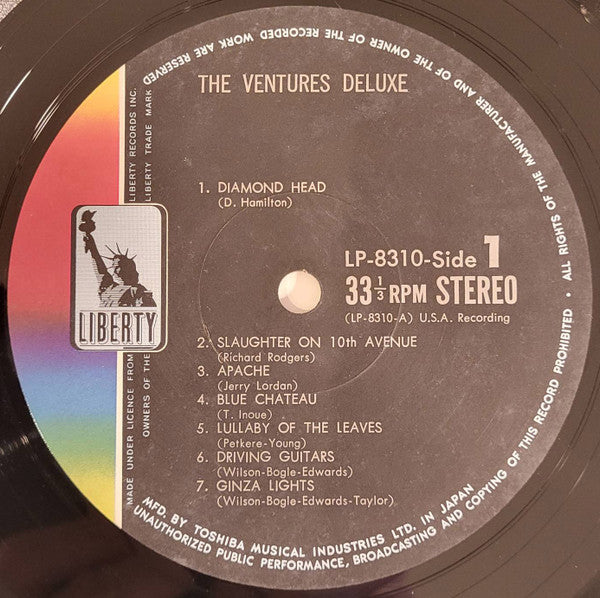 THE VENTURES DELUXE
1. DIAMOND HEAD
(D. Hamilton)
LP-8310-Side 1
33 1/3 RPM STEREO
(LP-8310-A) U.S.A. Recording
2. SLAUGHTER ON 10th AVENUE
(Richard Rodgers)
3. APACHE
(Jerry Lordan)
4. BLUE CHATEAU
(T. Inoue)
5. LULLABY OF THE LEAVES
(Petkere-Young)
6. DRIVING GUITARS
(Wilson-Bogle-Edwards)
7. GINZA LIGHTS
(Wilson-Bogle-Edwards-Taylor)
LIBERTY
MADE UNDER LICENCE FROM LIBERTY RECORDS INC.
OWNERS OF THE LIBERTY TRADE MARK
MFD. BY TOSHIBA MUSICAL INDUSTRIES LTD. IN JAPAN
UNAUTHORIZED PUBLIC PERFORMANCE, BROADCASTING AND COPYING OF THIS RECORD PROHIBITED • ALL RIGHTS OF THE MANUFACTURER AND OF THE OWNER OF THE RECORDED WORK ARE RESERVED